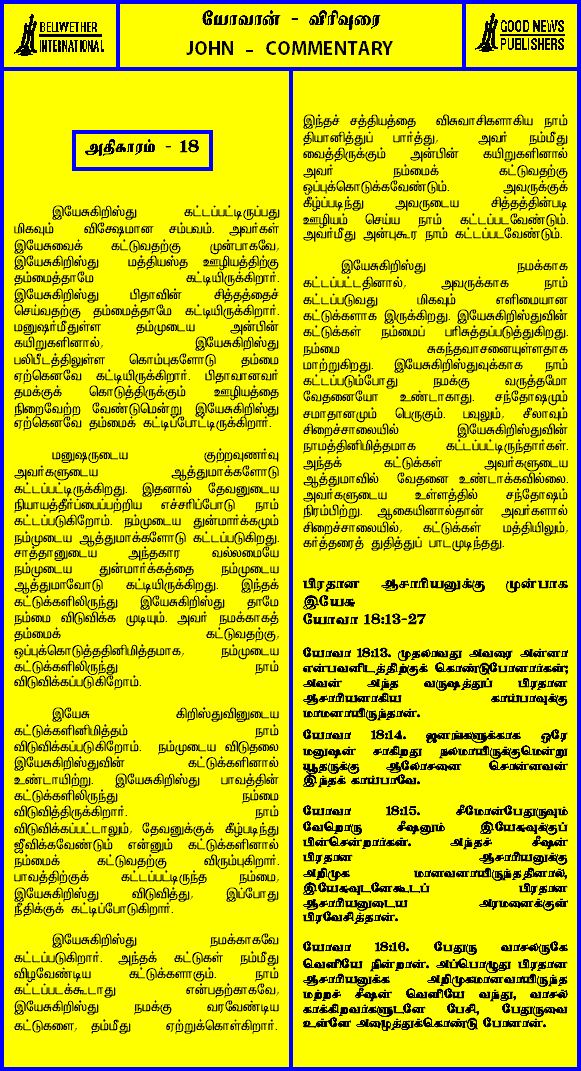 BELLWETHER
INTERNATIONAL
யோவான் - விரிவுரை
JOHN - COMMENTARY
GOOD NEWS
PUBLISHERS
அதிகாரம் - 18
இயேசுகிறிஸ்து கட்டப்பட்டிருப்பது
மிகவும் விசேஷமான சம்பவம். அவர்கள்
இயேசுவைக் கட்டுவதற்கு முன்பாகவே,
இயேசுகிறிஸ்து மத்தியஸ்த ஊழியத்திற்கு
தம்மைத்தாமே கட்டியிருக்கிறார்.
இயேசுகிறிஸ்து பிதாவின் சித்தத்தைச்
செய்வதற்கு தம்மைத்தாமே கட்டியிருக்கிறார்.
மனுஷர்மீதுள்ள தம்முடைய அன்பின்
கயிறுகளினால், இயேசுகிறிஸ்து
பலிபீடத்திலுள்ள கொம்புகளோடு தம்மை
ஏற்கெனவே கட்டியிருக்கிறார். பிதாவானவர்
தமக்குக் கொடுத்திருக்கும் ஊழியத்தை
நிறைவேற்ற வேண்டுமென்று இயேசுகிறிஸ்து
ஏற்கெனவே தம்மைக் கட்டிப்போட்டிருக்கிறார்.
மனுஷருடைய குற்றவுணர்வு
அவர்களுடைய ஆத்துமாக்களோடு
கட்டப்பட்டிருக்கிறது. இதனால் தேவனுடைய
நியாயத்தீர்ப்பைப்பற்றிய எச்சரிப்போடு நாம்
கட்டப்படுகிறோம். நம்முடைய துன்மார்க்கமும்
நம்முடைய ஆத்துமாக்களோடு கட்டப்படுகிறது.
சாத்தானுடைய அந்தகார வல்லமையே
நம்முடைய துன்மார்க்கத்தை நம்முடைய
ஆத்துமாவோடு கட்டியிருக்கிறது. இந்தக்
கட்டுக்களிலிருந்து இயேசுகிறிஸ்து தாமே
நம்மை விடுவிக்க முடியும். அவர் நமக்காகத்
தம்மைக் கட்டுவதற்கு,
ஒப்புக்கொடுத்ததினிமித்தமாக, நம்முடைய
கட்டுக்களிலிருந்து நாம்
விடுவிக்கப்படுகிறோம்.
இயேசு கிறிஸ்துவினுடைய
கட்டுக்களினிமித்தம் நாம்
விடுவிக்கப்படுகிறோம். நம்முடைய விடுதலை
இயேசுகிறிஸ்துவின் கட்டுக்களினால்
உண்டாயிற்று. இயேசுகிறிஸ்து பாவத்தின்
கட்டுக்களிலிருந்து நம்மை
விடுவித்திருக்கிறார். நாம்
விடுவிக்கப்பட்டாலும், தேவனுக்குக் கீழ்படிந்து
ஜீவிக்கவேண்டும் என்னும் கட்டுக்களினால்
நம்மைக் கட்டுவதற்கு விரும்புகிறார்.
பாவத்திற்குக் கட்டப்பட்டிருந்த நம்மை,
இயேசுகிறிஸ்து விடுவித்து, இப்போது
நீதிக்குக் கட்டிப்போடுகிறார்.
இயேசுகிறிஸ்து நமக்காகவே
கட்டப்படுகிறார். அந்தக் கட்டுகள் நம்மீது
விழவேண்டிய கட்டுக்களாகும். நாம்
கட்டப்படக்கூடாது என்பதற்காகவே,
இயேசுகிறிஸ்து நமக்கு வரவேண்டிய
கட்டுகளை, தம்மீது ஏற்றுக்கொள்கிறார்.
இந்தச் சத்தியத்தை விசுவாசிகளாகிய நாம்
தியானித்துப் பார்த்து, அவர் நம்மீது
வைத்திருக்கும் அன்பின் கயிறுகளினால்
அவர் நம்மைக் கட்டுவதற்கு
ஒப்புக்கொடுக்கவேண்டும். அவருக்குக்
கீழ்ப்படிந்து அவருடைய சித்தத்தின்படி
ஊழியம் செய்ய நாம் கட்டப்படவேண்டும்.
அவர்மீது அன்புகூர நாம் கட்டப்படவேண்டும்.
இயேசுகிறிஸ்து நமக்காக
கட்டப்பட்டதினால், அவருக்காக நாம்
கட்டப்படுவது மிகவும் எளிமையான
கட்டுக்களாக இருக்கிறது. இயேசுகிறிஸ்துவின்
கட்டுக்கள் நம்மைப் பரிசுத்தப்படுத்துகிறது.
நம்மை சுகந்தவாசனையுள்ளதாக
மாற்றுகிறது. இயேசுகிறிஸ்துவுக்காக நாம்
கட்டப்படும்போது நமக்கு வருத்தமோ
வேதனையோ உண்டாகாது. சந்தோஷமும்
சமாதானமும் பெருகும். பவுலும், சீலாவும்
சிறைச்சாலையில் இயேசுகிறிஸ்துவின்
நாமத்தினிமித்தமாக கட்டப்பட்டிருந்தார்கள்.
அந்தக் கட்டுக்கள் அவர்களுடைய
ஆத்துமாவில் வேதனை உண்டாக்கவில்லை.
அவர்களுடைய உள்ளத்தில் சந்தோஷம்
நிரம்பிற்று. ஆகையினால்தான் அவர்களால்
சிறைச்சாலையில், கட்டுக்கள் மத்தியிலும்,
கர்த்தரைத் துதித்துப் பாடமுடிந்தது.
பிரதான ஆசாரியனுக்கு முன்பாக
இயேசு
யோவா 18:13-27
யோவா 18:13. முதலாவது அவரை அன்னா
என்பவனிடத்திற்குக் கொண்டுபோனார்கள்;
அவன் அந்த வருஷத்துப் பிரதான
ஆசாரியனாகிய காய்பாவுக்கு
மாமனாயிருந்தான்.
யோவா 18:14. ஜனங்களுக்காக ஒரே
மனுஷன் சாகிறது நலமாயிருக்குமென்று
யூதருக்கு ஆலோசனை சொன்னவன்
இந்தக் காய்பாவே.
யோவா 18:15. சீமோன்பேதுருவும்
வேறொரு சீஷனும் இயேசுவுக்குப்
பின்சென்றார்கள். அந்தச் சீஷன்
பிரதான ஆசாரியனுக்கு
அறிமுக மானவனாயிருந்ததினால்,
இயேசுவுடனேகூடப் பிரதான
ஆசாரியனுடைய அரமனைக்குள்
பிரவேசித்தான்.
யோவா 18:16. பேதுரு வாசலருகே
வெளியே நின்றான். அப்பொழுது பிரதான
ஆசாரியனுக்கு அறிமுகமானவாயிருந்த
மற்றச் சீஷன் வெளியே வந்து, வாசல்
காக்கிறவர்களுடனே பேசி, பேதுருவை
உள்ளே அழைத்துக்கொண்டு போனான்.